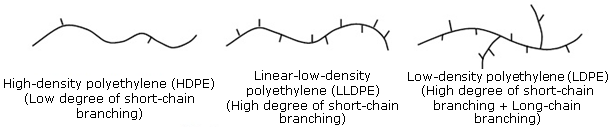 High-density polyethylene (HDPE)
(Low degree of short-chain
branching)
Linear-low-density
polyethylene (LLDPE)
(High degree of short-chain
branching)
Low-density polyethylene (LDPE)
(High degree of short-chain
branching + Long-chain
branching)